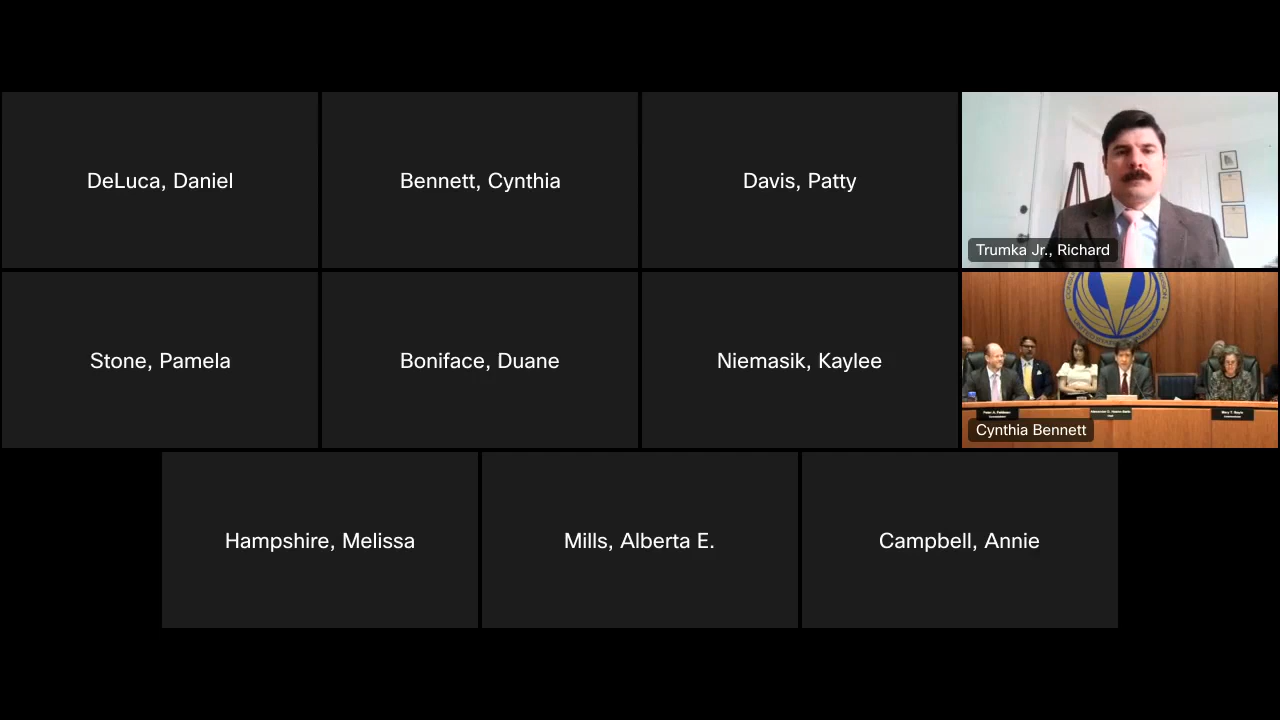 DeLuca, Daniel
Bennett, Cynthia
Davis, Patty
Trumka Jr., Richard
Stone, Pamela
Boniface, Duane
Niemasik, Kaylee
Cynthia Bennett
Hampshire, Melissa
Mills, Alberta E.
Campbell, Annie